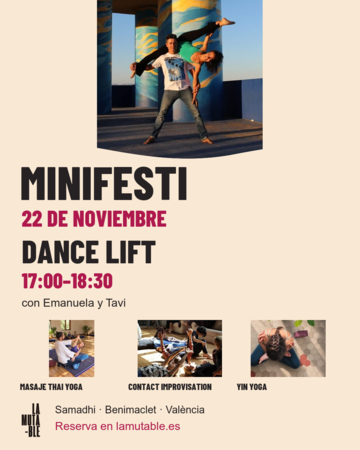 MINIFESTI
22 DE NOVIEMBRE
DANCE LIFT
17:00–18:30
con Emanuela y Tavi
MASAJE THAI YOGA
CONTACT IMPROVISATION
YIN YOGA
LA
MUTA
-BLE
Samadhi · Benimaclet · València
Reserva en lamutable.es